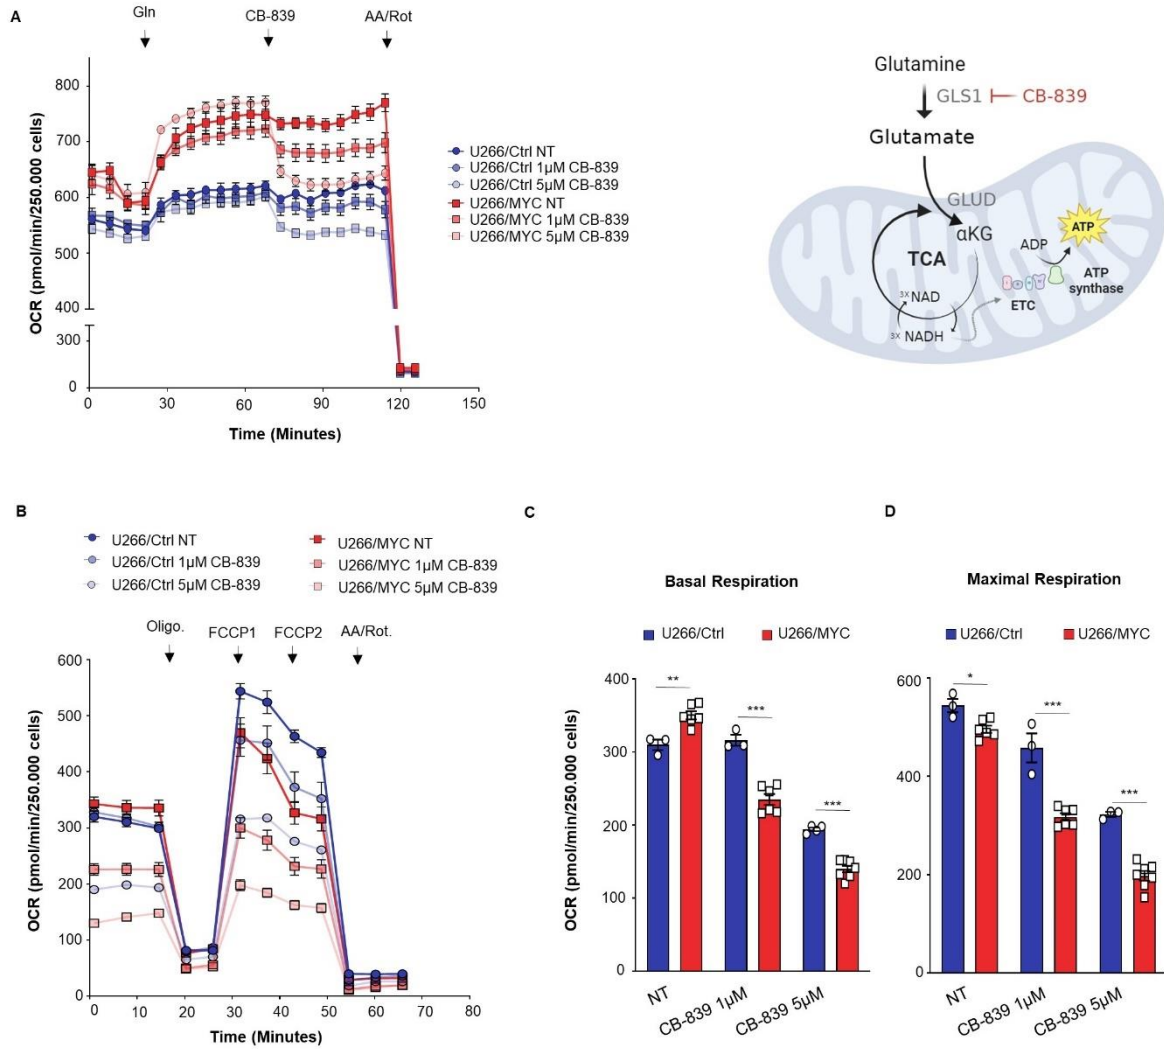 A
Gln
CB-839
AA/Rot
800
700
600
500
400
300
0
OCR (pmol/min/250.000 cells)
0
30
60
90
120
150
Time (Minutes)
U266/Ctrl NT
U266/Ctrl 1µM CB-839
U266/Ctrl 5µM CB-839
U266/MYC NT
U266/MYC 1µM CB-839
U266/MYC 5µM CB-839
Glutamine
GLS1
CB-839
Glutamate
GLUD
αKG
TCA
3X NAD
3X NADH
ETC
ADP
ATP
ATP
synthase
B
U266/Ctrl NT
U266/Ctrl 1µM CB-839
U266/Ctrl 5µM CB-839
U266/MYC NT
U266/MYC 1µM CB-839
U266/MYC 5µM CB-839
Oligo.
FCCP1
FCCP2
AA/Rot.
600
500
400
300
200
100
0
OCR (pmol/min/250.000 cells)
0
10
20
30
40
50
60
70
80
Time (Minutes)
C
Basal Respiration
U266/Ctrl
U266/MYC
400
300
200
100
0
OCR (pmol/min/250.000 cells)
**
***
***
NT
CB-839 1µM
CB-839 5µM
D
Maximal Respiration
U266/Ctrl
U266/MYC
600
400
200
0
*
***
***
NT
CB-839 1µM
CB-839 5µM